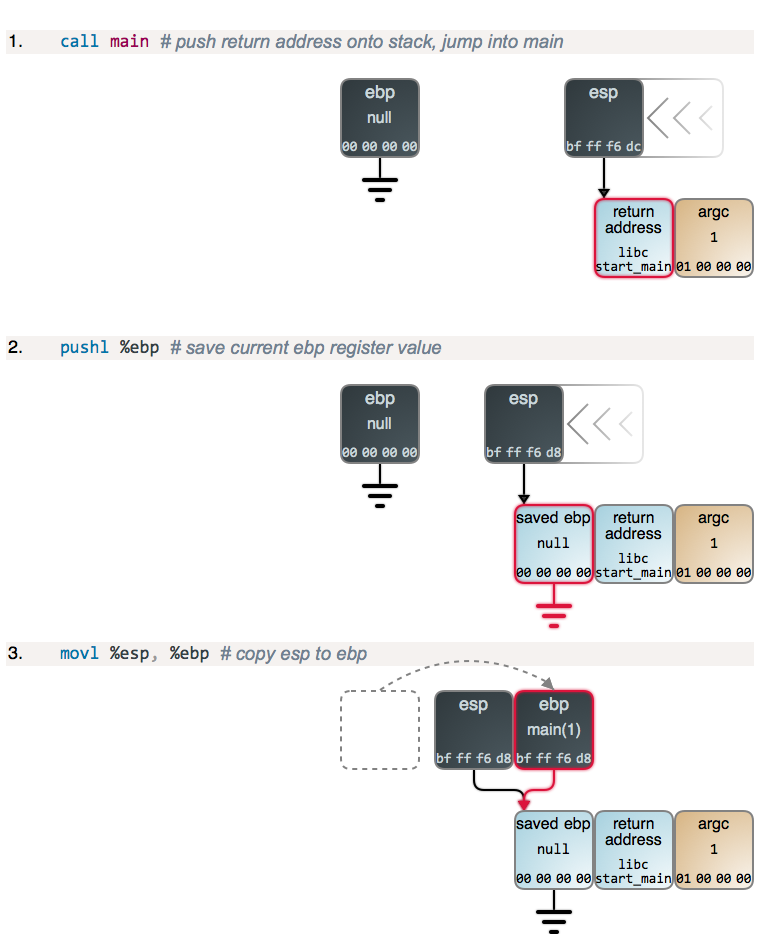 1. call main # push return address onto stack, jump into main
ebp
null
00 00 00 00
esp
bf ff f6 dc
return
address
libc
start_main
argc
1
01 00 00 00
2. pushl %ebp # save current ebp register value
ebp
null
00 00 00 00
esp
bf ff f6 d8
saved ebp
null
00 00 00 00
return
address
libc
start_main
argc
1
01 00 00 00
3. movl %esp, %ebp # copy esp to ebp
esp
bf ff f6 d8
ebp
main(1)
bf ff f6 d8
saved ebp
null
00 00 00 00
return
address
libc
start_main
argc
1
01 00 00 00